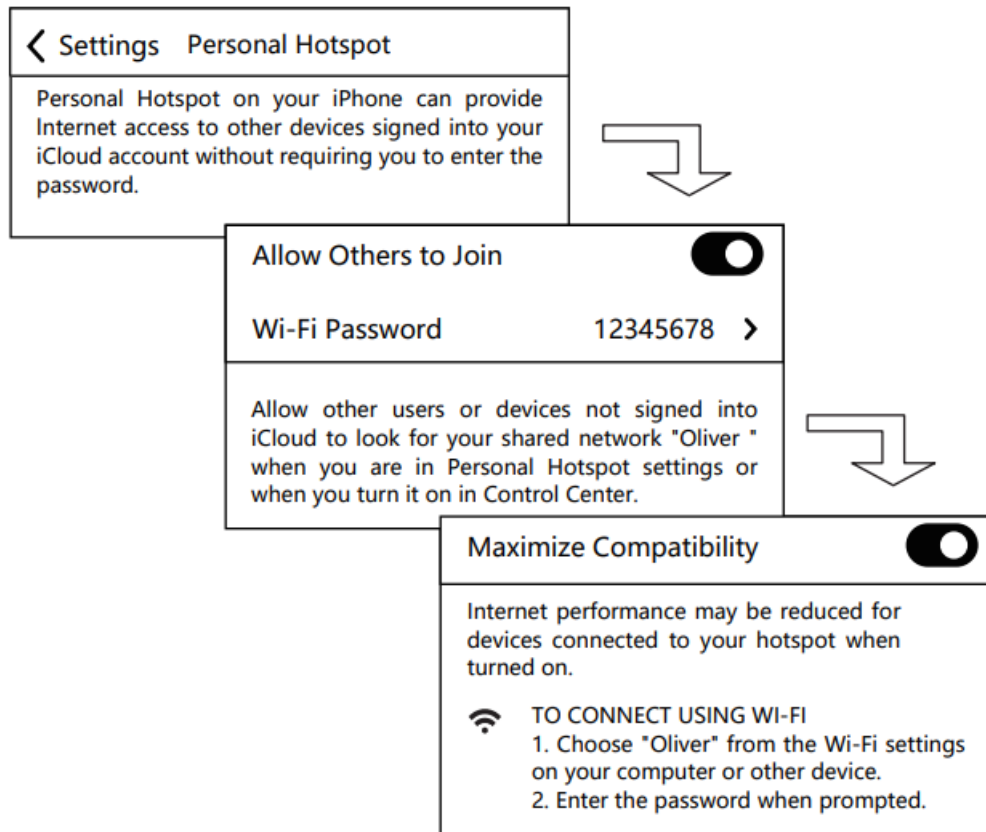 Settings Personal Hotspot
Personal Hotspot on your iPhone can provide
Internet access to other devices signed into your
iCloud account without requiring you to enter the
password.
Allow Others to Join
Wi-Fi Password 12345678
Allow other users or devices not signed into
iCloud to look for your shared network "Oliver "
when you are in Personal Hotspot settings or
when you turn it on in Control Center.
Maximize Compatibility
Internet performance may be reduced for
devices connected to your hotspot when
turned on.
TO CONNECT USING WI-FI
1. Choose "Oliver" from the Wi-Fi settings
on your computer or other device.
2. Enter the password when prompted.